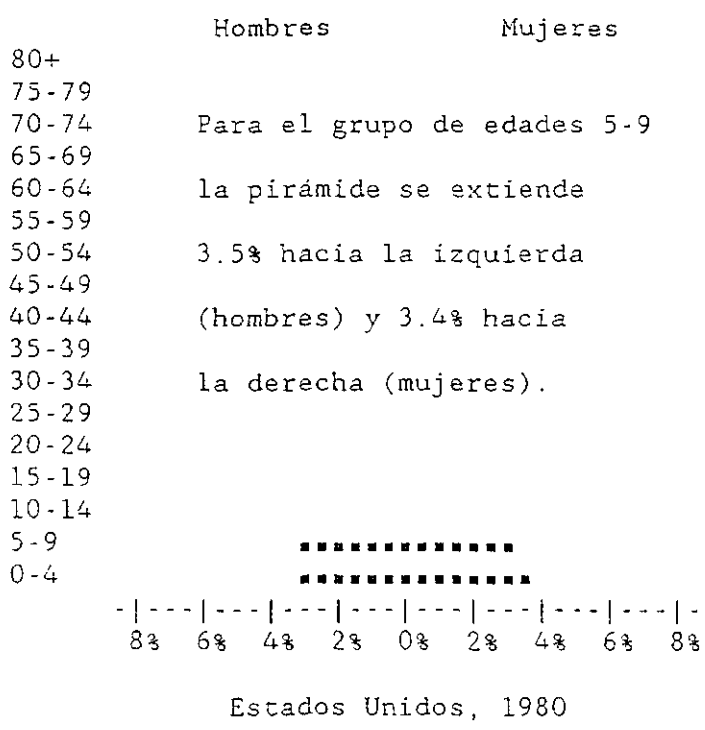 Hombres Mujeres
80+
75-79
70-74 Para el grupo de edades 5-9
65-69
60-64 la pirámide se extiende
55-59
50-54 3.5% hacia la izquierda
45-49
40-44 (hombres) y 3.4% hacia
35-39
30-34 la derecha (mujeres).
25-29
20-24
15-19
10-14
5-9
0-4
8% 6% 4% 2% 0% 2% 4% 6% 8%
Estados Unidos, 1980